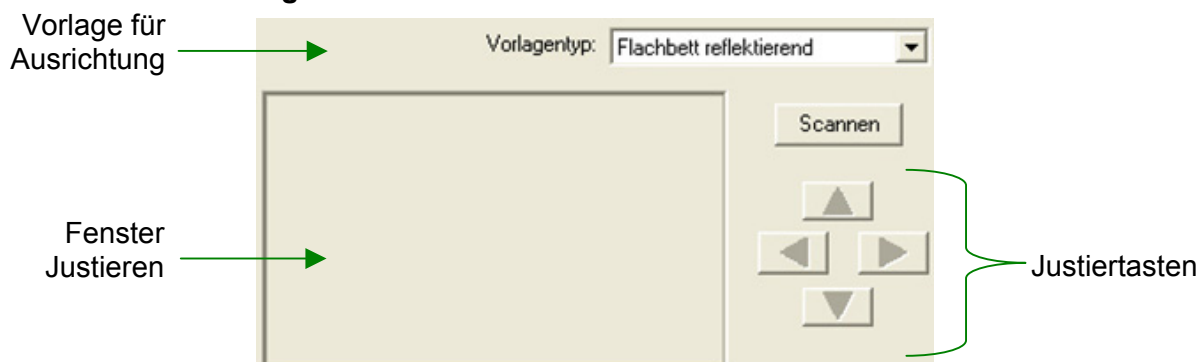 Vorlage für
Ausrichtung
Vorlagentyp: Flachbett reflektierend
Scannen
Fenster
Justieren
Justiertasten